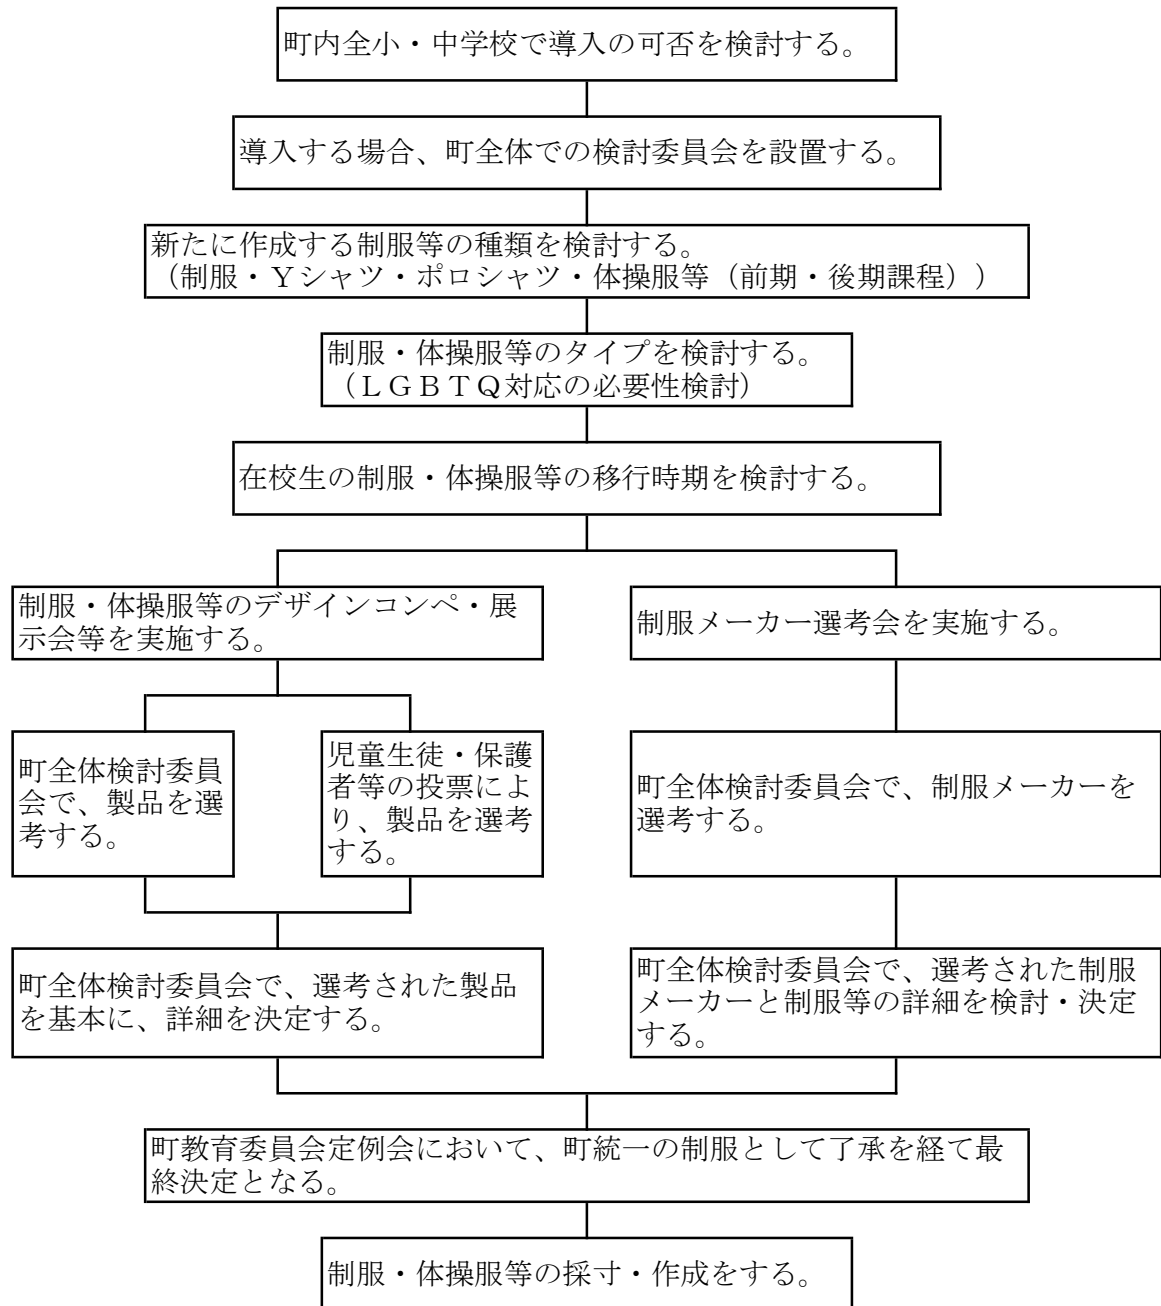 町内全小・中学校で導入の可否を検討する。
導入する場合、町全体での検討委員会を設置する。
新たに作成する制服等の種類を検討する。
（制服・Ｙシャツ・ポロシャツ・体操服等（前期・後期課程））
制服・体操服等のタイプを検討する。
（ＬＧＢＴＱ対応の必要性検討）
在校生の制服・体操服等の移行時期を検討する。
制服・体操服等のデザインコンペ・展
示会等を実施する。
制服メーカー選考会を実施する。
町全体検討委員
会で、製品を選
考する。
児童生徒・保護
者等の投票によ
り、製品を選考
する。
町全体検討委員会で、制服メーカーを
選考する。
町全体検討委員会で、選考された製品
を基本に、詳細を決定する。
町全体検討委員会で、選考された制服
メーカーと制服等の詳細を検討・決定
する。
町教育委員会定例会において、町統一の制服として了承を経て最
終決定となる。
制服・体操服等の採寸・作成をする。